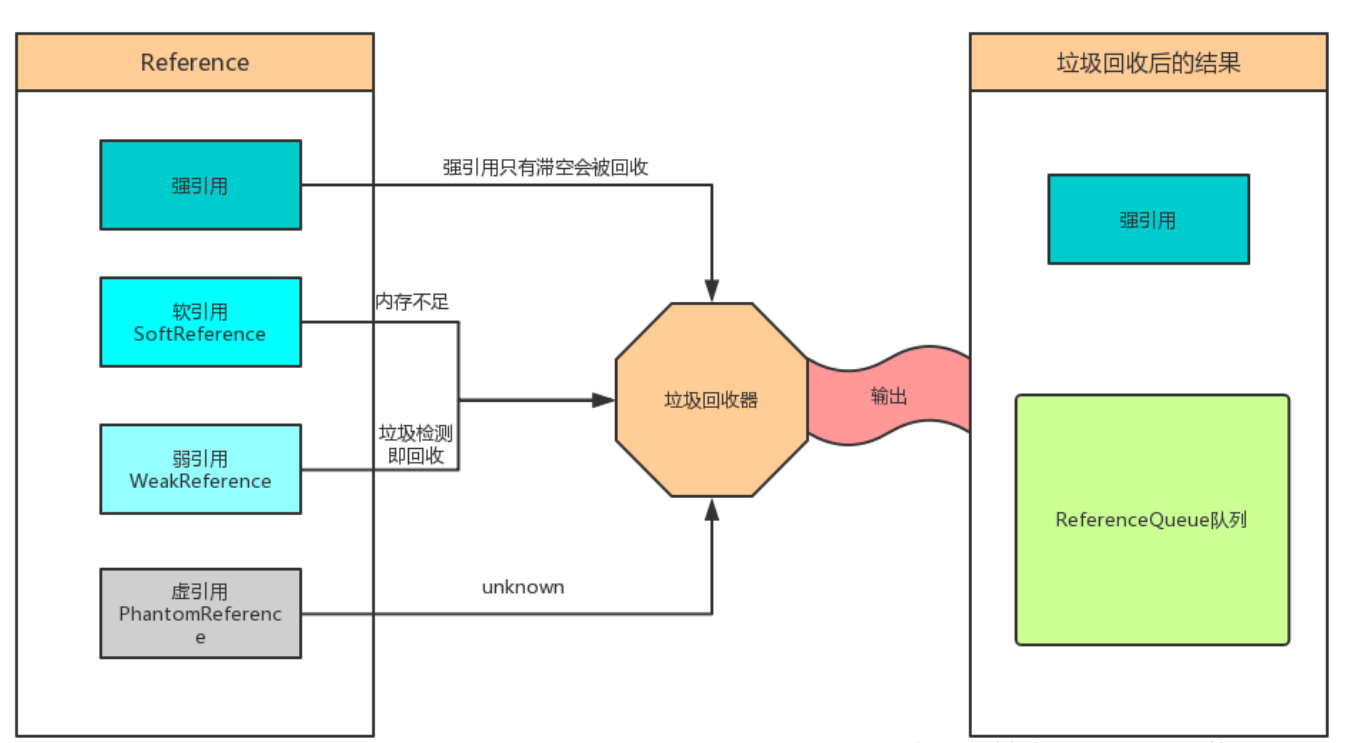 Reference
强引用
软引用
SoftReference
弱引用
WeakReference
虚引用
PhantomReferenc
e
强引用只有滞空会被回收
内存不足
垃圾检测
即回收
unknown
垃圾回收器
输出
垃圾回收后的结果
强引用
ReferenceQueue队列